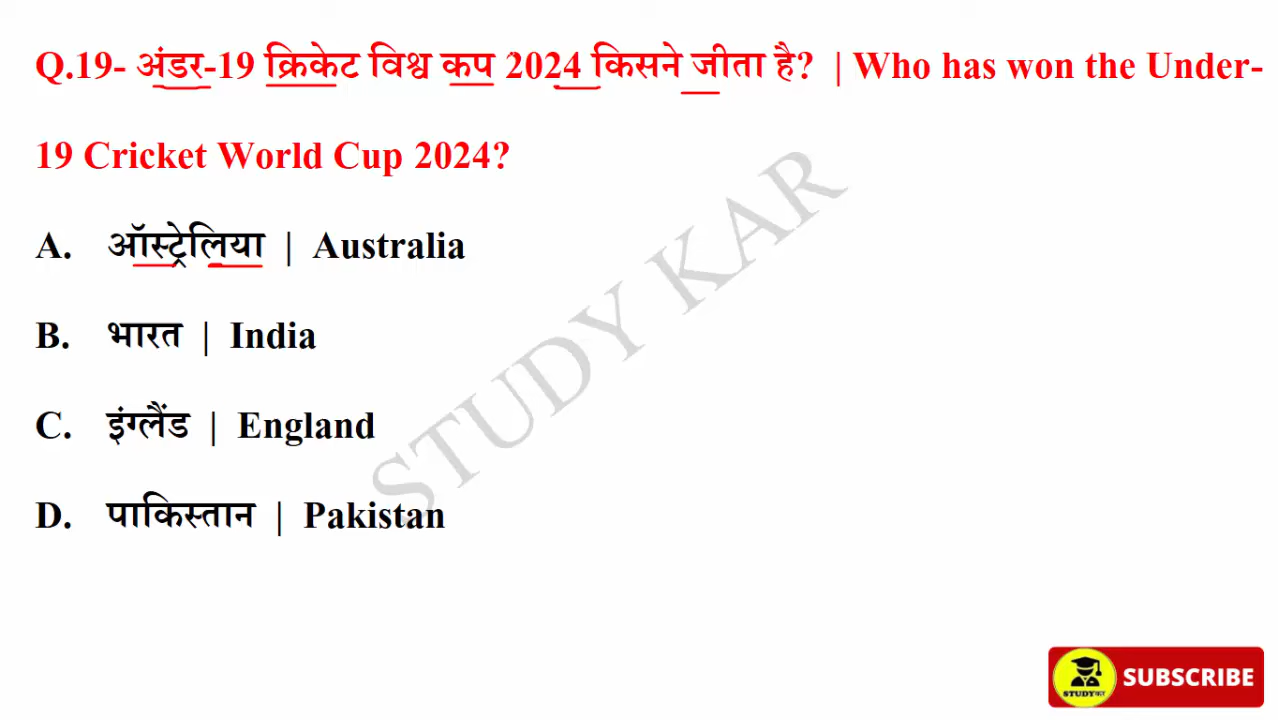 Q.19- अंडर-19 क्रिकेट विश्व कप 2024 किसने जीता है? | Who has won the Under-
19 Cricket World Cup 2024?
A. ऑस्ट्रेलिया | Australia
B. भारत | India
C. इंग्लैंड | England
D. पाकिस्तान | Pakistan
STUDY KAR
STUDYकर
SUBSCRIBE